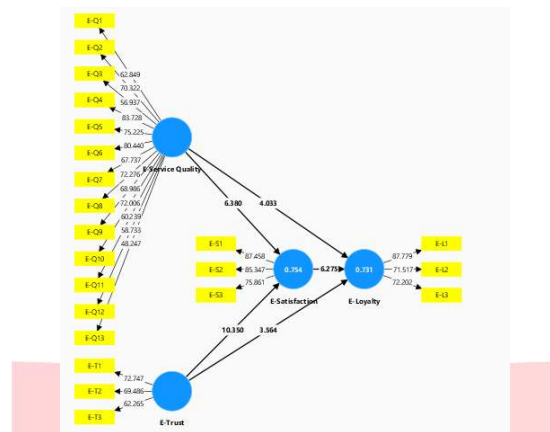 E-Q1
E-Q2
E-Q3
E-Q4
E-Q5
E-Q6
E-Q7
E-Q8
E-Q9
E-Q10
E-Q11
E-Q12
E-Q13
62.849
70.322
56.937
83.728
75.225
80.440
67.737
72.276
68.986
72.006
60.239
58.733
48.247
E-Service Quality
6.380
4.033
E-S1
E-S2
E-S3
87.458
85.347
75.861
0.754
E-Satisfaction
6.275
0.731
E-Loyalty
87.779
71.517
72.202
E-L1
E-L2
E-L3
10.350
3.564
E-T1
E-T2
E-T3
72.747
69.486
62.265
E-Trust